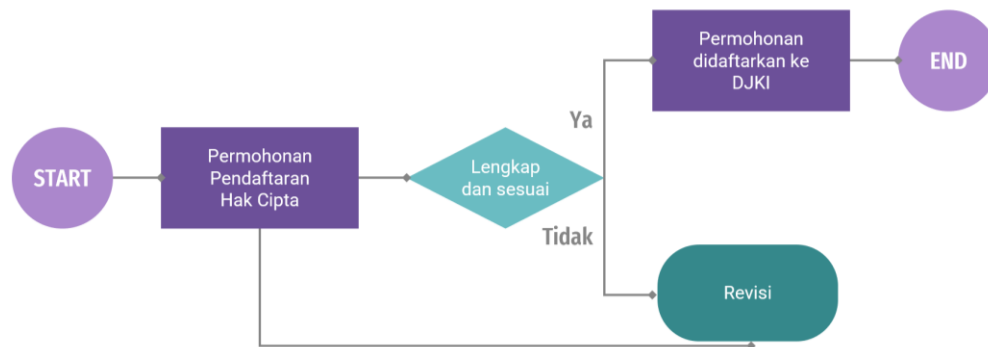 START
Permohonan
Pendaftaran
Hak Cipta
Lengkap
dan sesuai
Ya
Permohonan
didaftarkan ke
DJKI
END
Tidak
Revisi